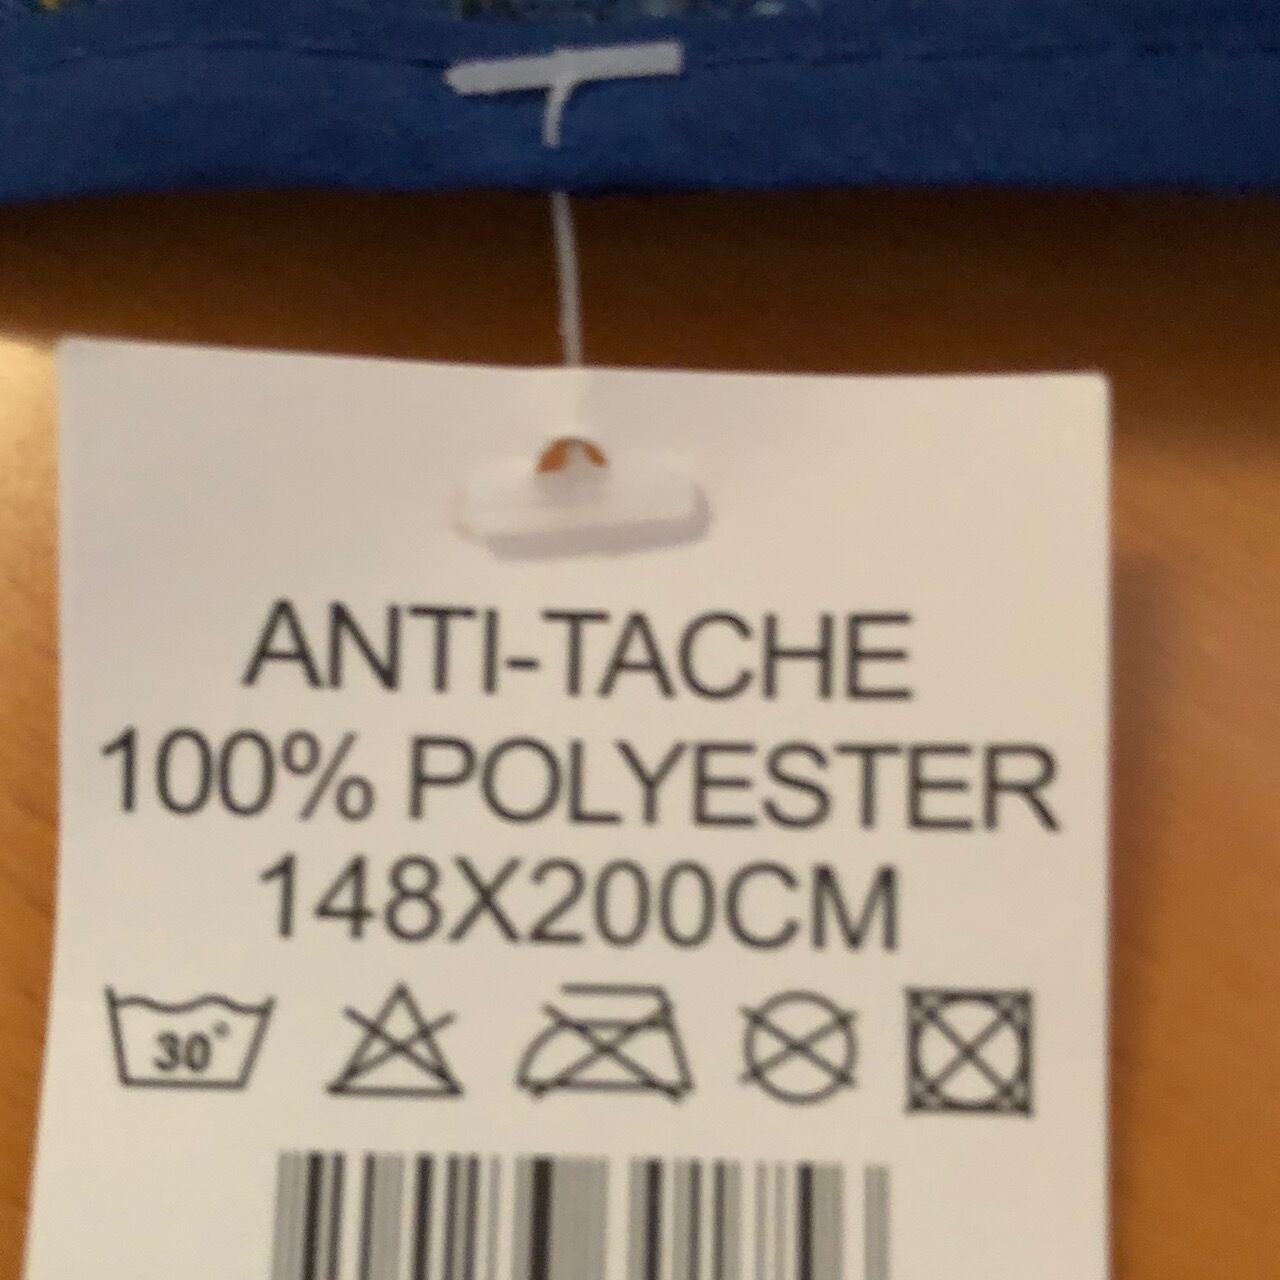 ANTI-TACHE
100% POLYESTER
148X200CM
30°